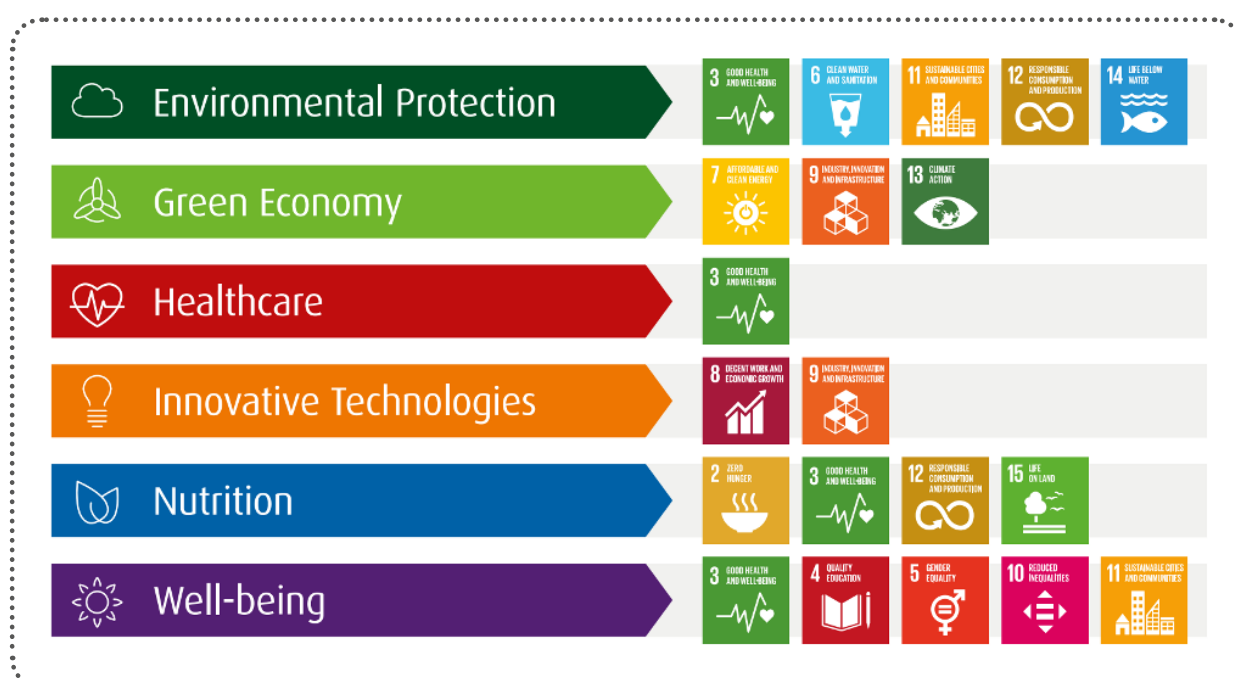 Environmental Protection
3 GOOD HEALTH
AND WELL-BEING
6 CLEAN WATER
AND SANITATION
11 SUSTAINABLE CITIES
AND COMMUNITIES
12 RESPONSIBLE
CONSUMPTION
AND PRODUCTION
14 LIFE BELOW
WATER
Green Economy
7 AFFORDABLE AND
CLEAN ENERGY
9 INDUSTRY, INNOVATION
AND INFRASTRUCTURE
13 CLIMATE
ACTION
Healthcare
3 GOOD HEALTH
AND WELL-BEING
Innovative Technologies
8 DECENT WORK AND
ECONOMIC GROWTH
9 INDUSTRY, INNOVATION
AND INFRASTRUCTURE
Nutrition
2 ZERO
HUNGER
3 GOOD HEALTH
AND WELL-BEING
12 RESPONSIBLE
CONSUMPTION
AND PRODUCTION
15 LIFE
ON LAND
Well-being
3 GOOD HEALTH
AND WELL-BEING
4 QUALITY
EDUCATION
5 GENDER
EQUALITY
10 REDUCED
INEQUALITIES
11 SUSTAINABLE CITIES
AND COMMUNITIES